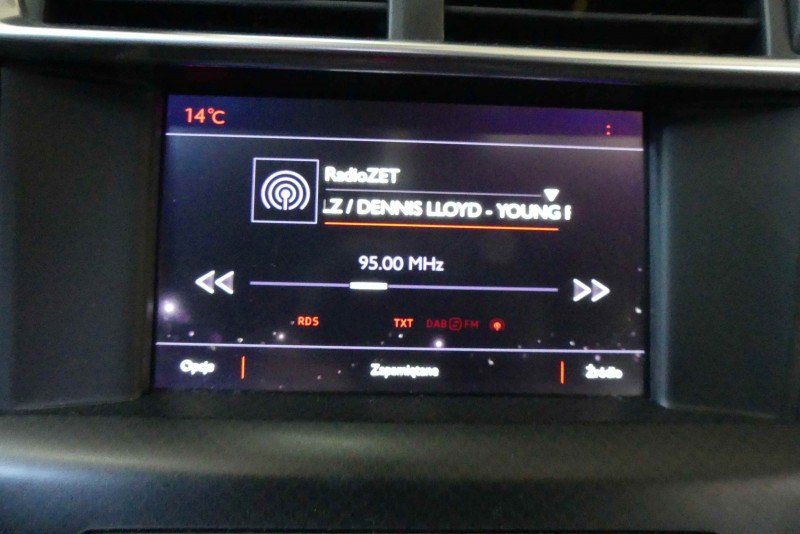 14°C
RadioZET
LZ / DENNIS LLOYD - YOUNG
95.00 MHz
RDS TXT DAB FM
Opcje Zapamiętane Źródło